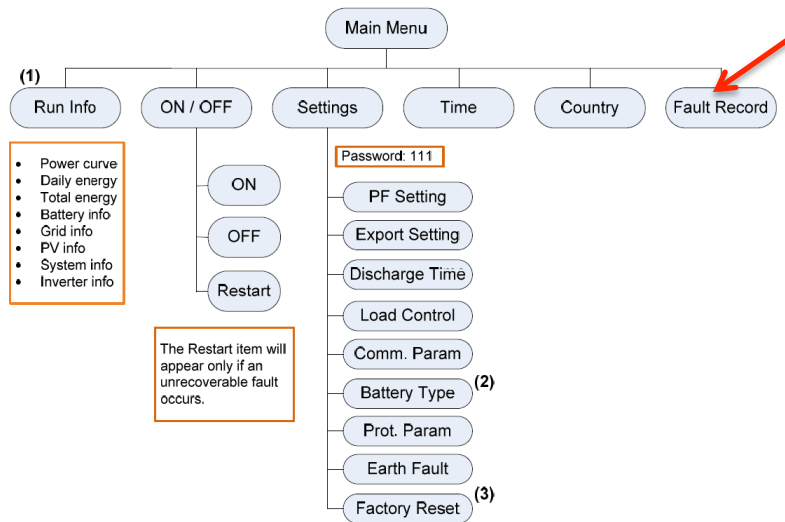 Main Menu
(1)
Run Info
ON / OFF
Settings
Time
Country
Fault Record
• Power curve
• Daily energy
• Total energy
• Battery info
• Grid info
• PV info
• System info
• Inverter info
ON
OFF
Restart
The Restart item will
appear only if an
unrecoverable fault
occurs.
Password: 111
PF Setting
Export Setting
Discharge Time
Load Control
Comm. Param
Battery Type (2)
Prot. Param
Earth Fault
Factory Reset (3)